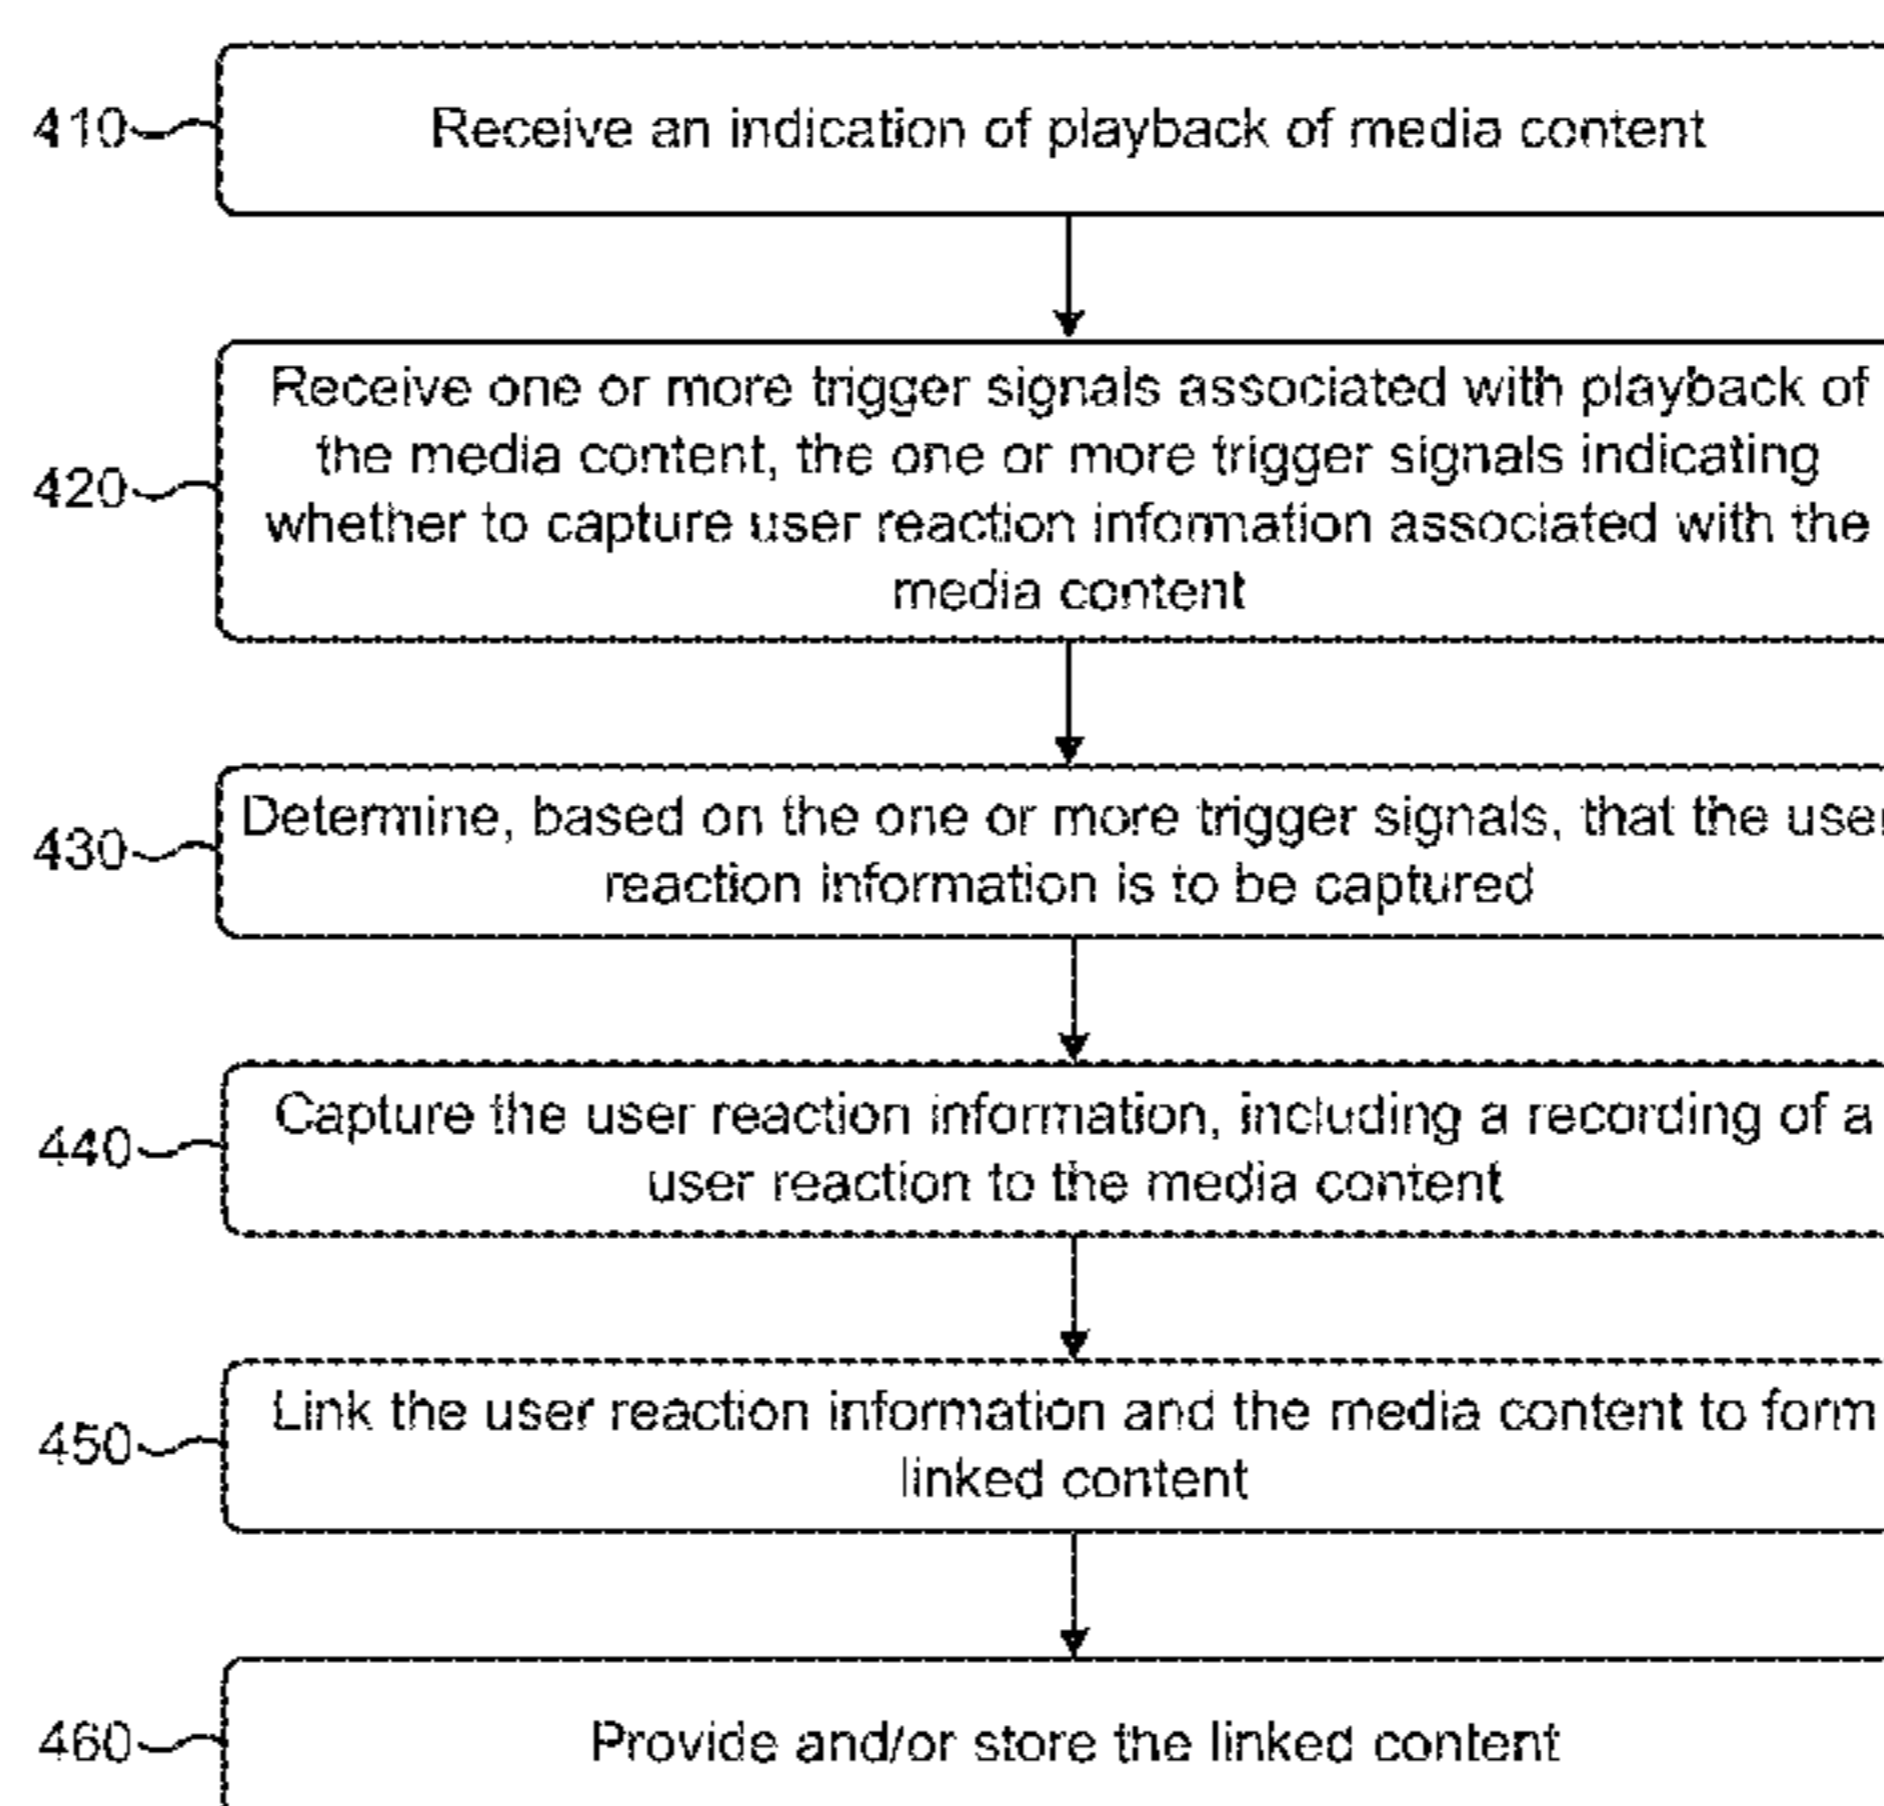 410
Receive an indication of playback of media content
420
Receive one or more trigger signals associated with playback of
the media content, the one or more trigger signals indicating
whether to capture user reaction information associated with the
media content
430
Determine, based on the one or more trigger signals, that the user
reaction information is to be captured
440
Capture the user reaction information, including a recording of a
user reaction to the media content
450
Link the user reaction information and the media content to form
linked content
460
Provide and/or store the linked content